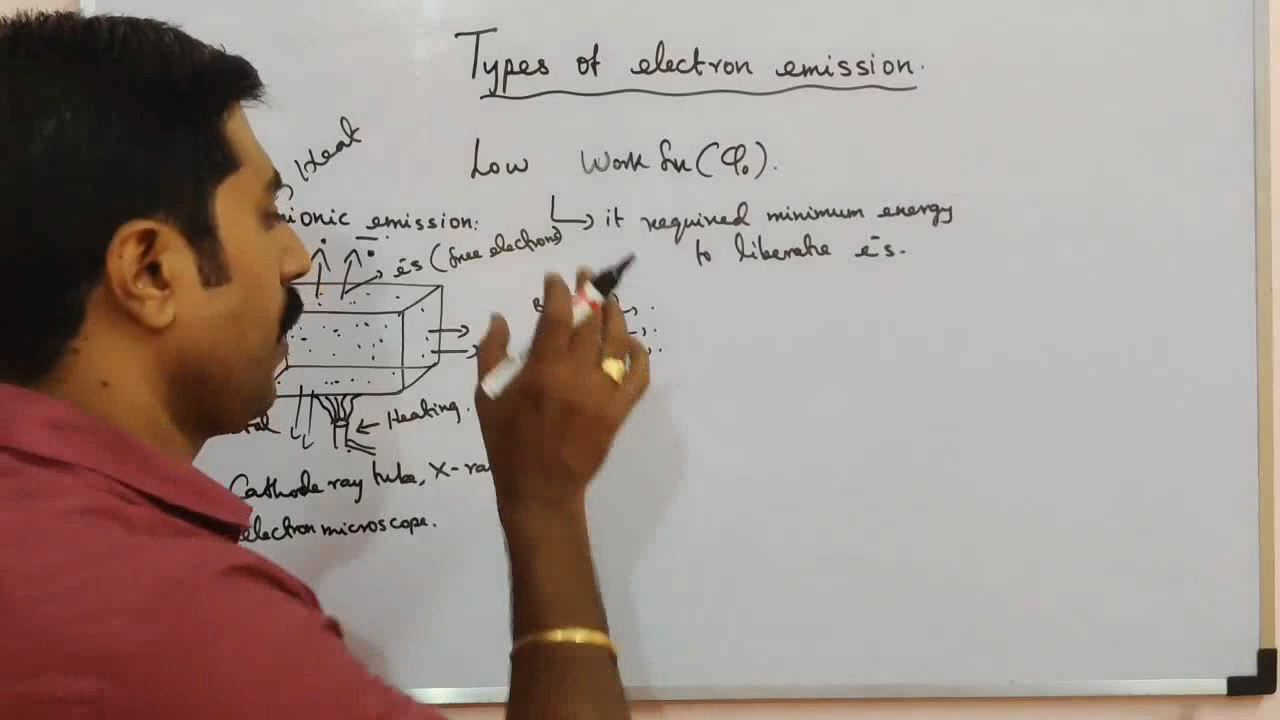 Types of electron emission.
Low Work fn (φ₀).
Heat
ionic emission.
it required minimum energy
to liberate e⁻s.
e⁻s (free electrons)
Heating.
Cathode ray tube, X-ra
electron microscope.